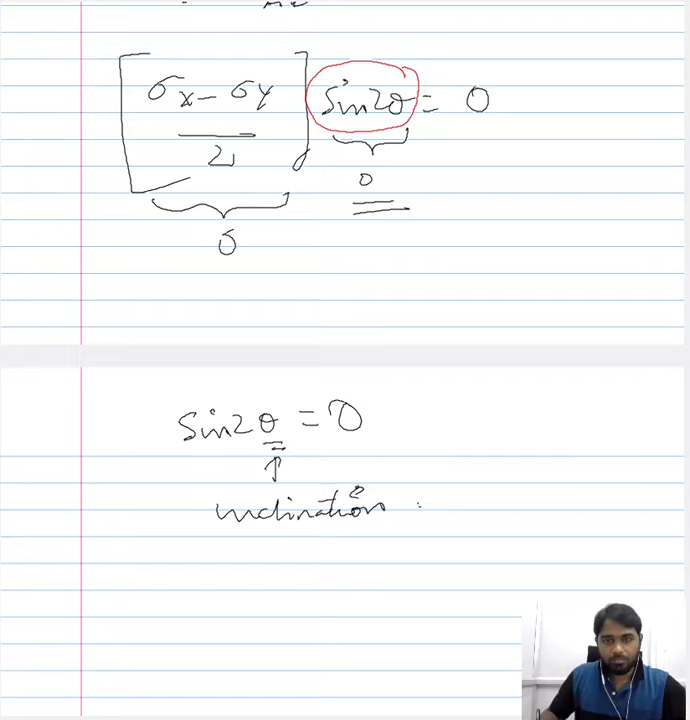 [σx − σy / 2] sin2θ = 0
0 0
sin2θ = 0
↑
inclination